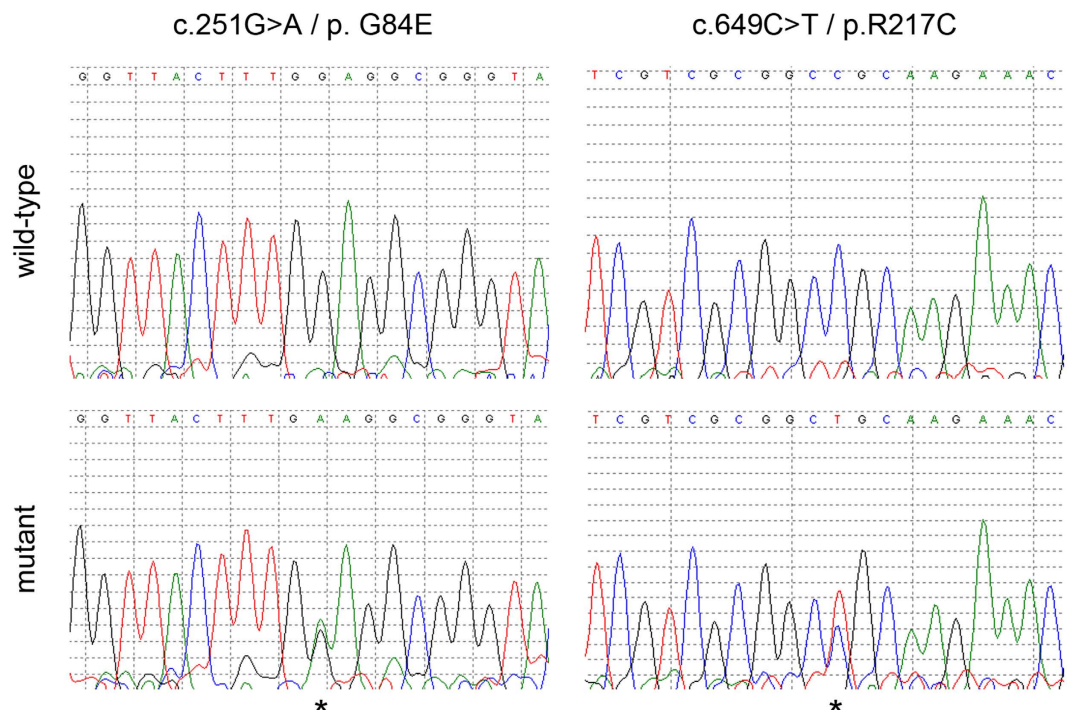 c.251G>A / p. G84E
c.649C>T / p.R217C
wild-type
G G T T A C T T T G G A G G C G G G T A
T C G T C G C G G C C G C A A G A A A C
mutant
G G T T A C T T T G A A G G C G G G T A
T C G T C G C G G C T G C A A G A A A C
*
*